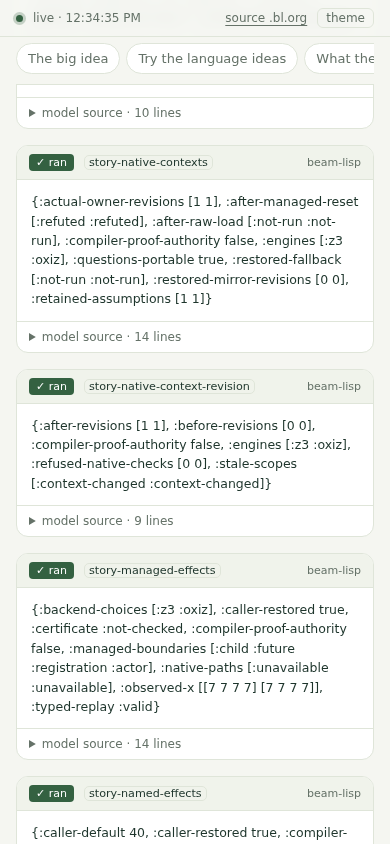 live · 12:34:35 PM
source .bl.org
theme
The big idea
Try the language ideas
What the
▶ model source · 10 lines
✓ ran
story-native-contexts
beam-lisp
{:actual-owner-revisions [1 1], :after-managed-reset
[:refuted :refuted], :after-raw-load [:not-run :not-
run], :compiler-proof-authority false, :engines [:z3
:oxiz], :questions-portable true, :restored-fallback
[:not-run :not-run], :restored-mirror-revisions [0 0],
:retained-assumptions [1 1]}
▶ model source · 14 lines
✓ ran
story-native-context-revision
beam-lisp
{:after-revisions [1 1], :before-revisions [0 0],
:compiler-proof-authority false, :engines [:z3 :oxiz],
:refused-native-checks [0 0], :stale-scopes
[:context-changed :context-changed]}
▶ model source · 9 lines
✓ ran
story-managed-effects
beam-lisp
{:backend-choices [:z3 :oxiz], :caller-restored true,
:certificate :not-checked, :compiler-proof-authority
false, :managed-boundaries [:child :future
:registration :actor], :native-paths [:unavailable
:unavailable], :observed-x [[7 7 7 7] [7 7 7 7]],
:typed-replay :valid}
▶ model source · 14 lines
✓ ran
story-named-effects
beam-lisp
{:caller-default 40, :caller-restored true, :compiler-